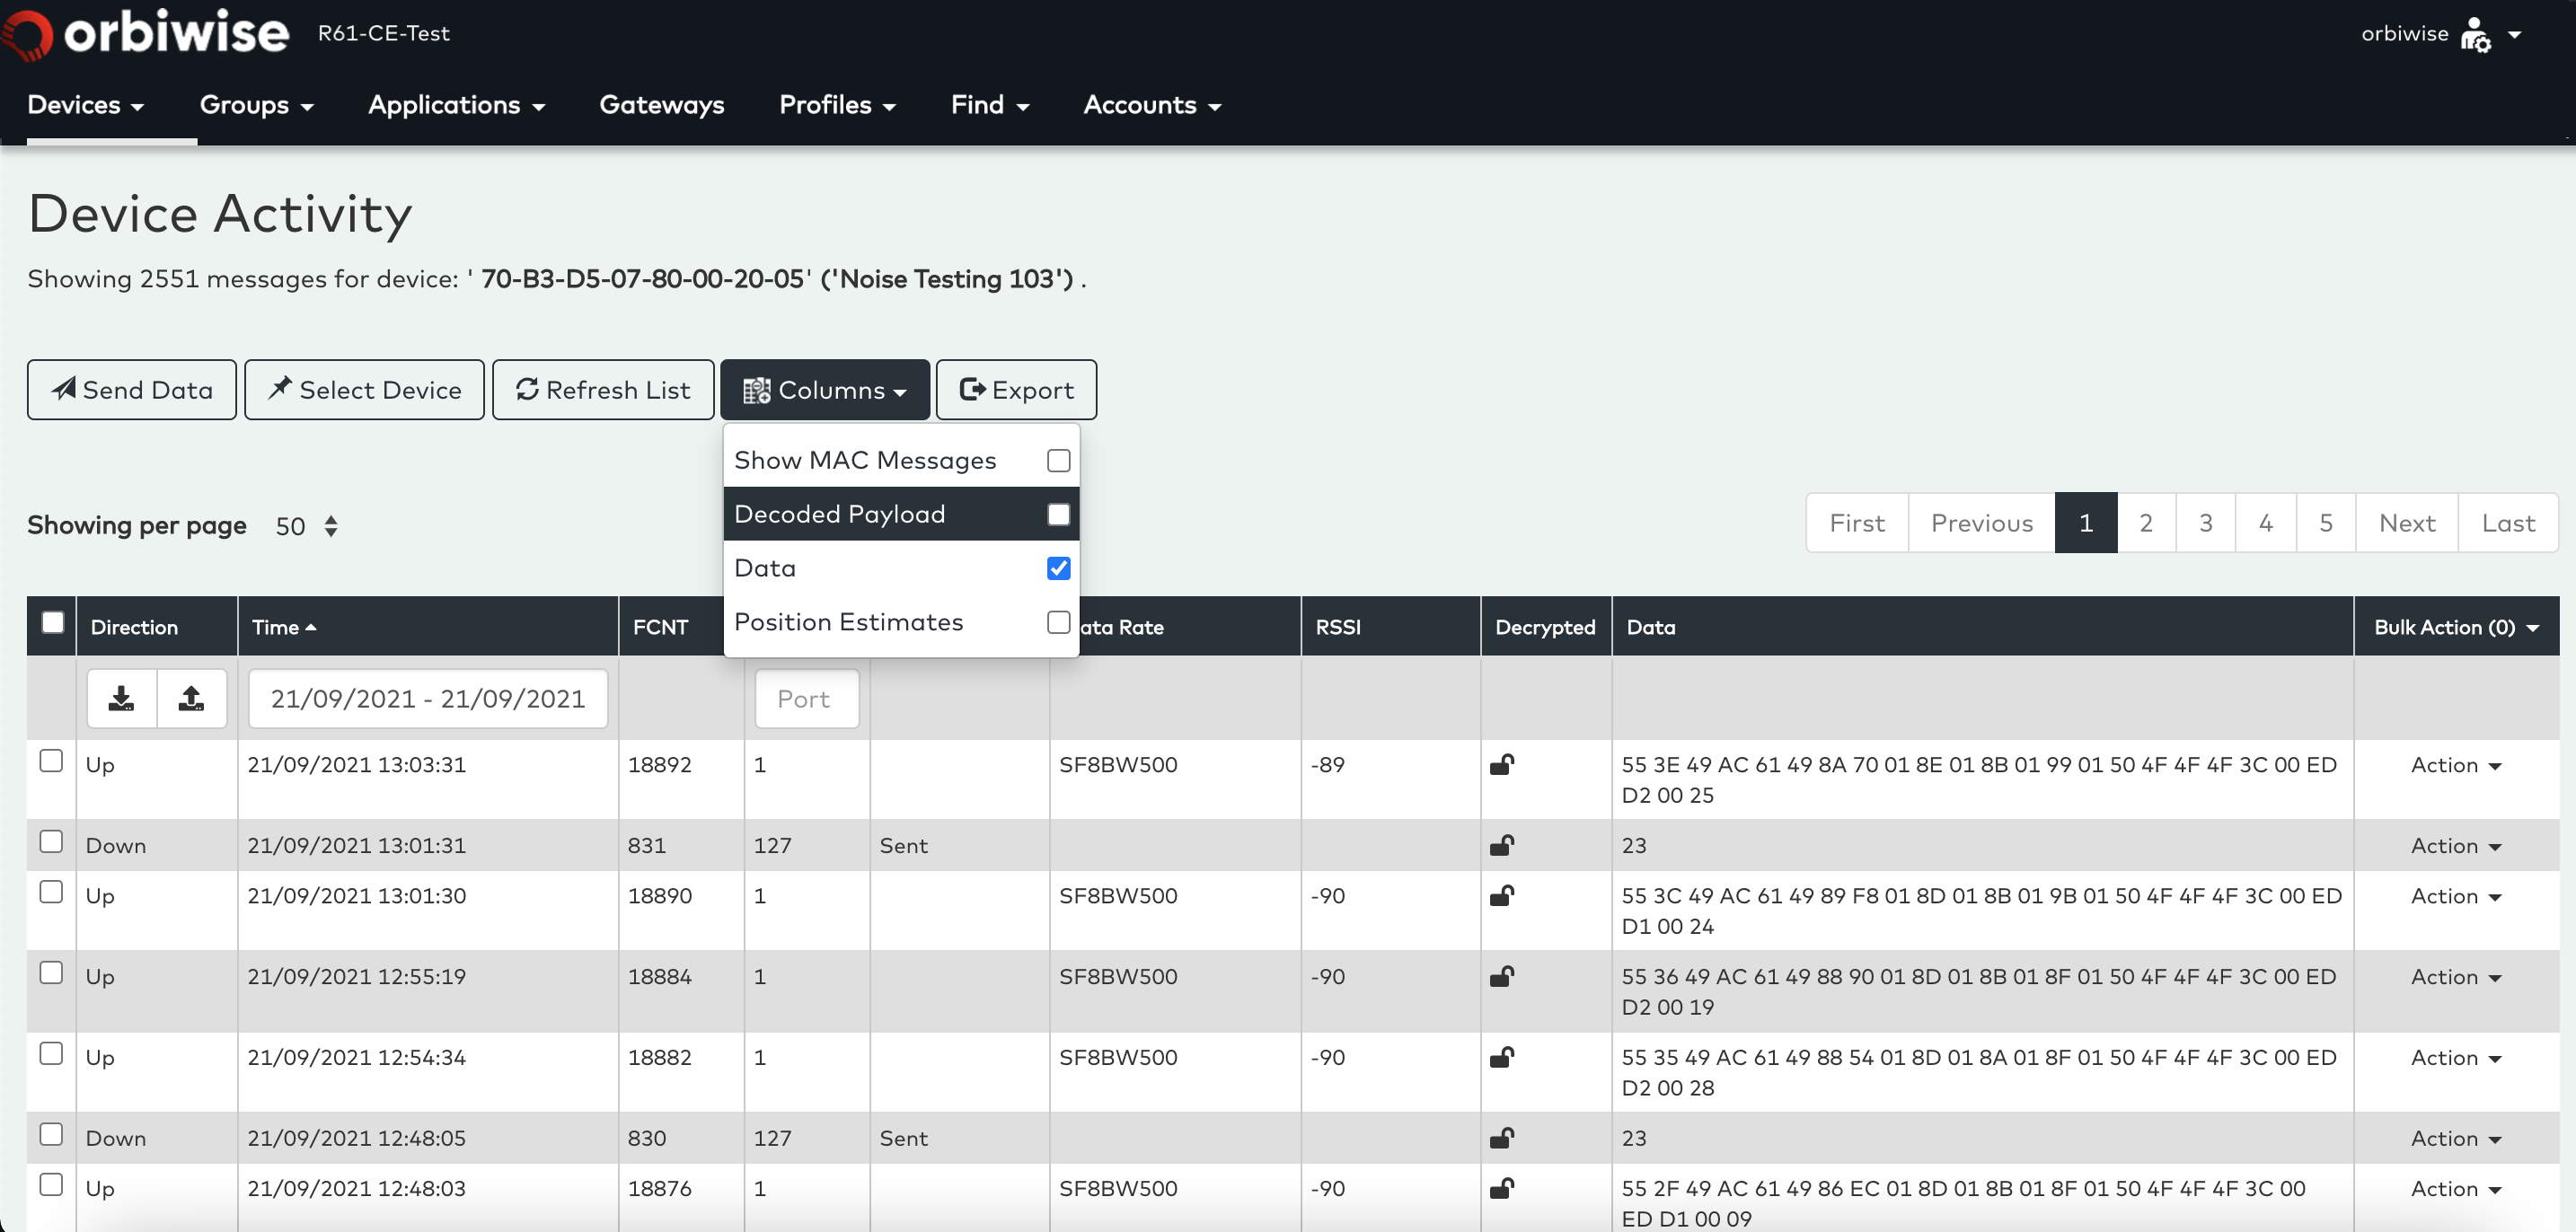 orbiwise R61-CE-Test orbiwise
Devices Groups Applications Gateways Profiles Find Accounts
Device Activity
Showing 2551 messages for device: ' 70-B3-D5-07-80-00-20-05' ('Noise Testing 103') .
Send Data Select Device Refresh List Columns Export
Show MAC Messages
Decoded Payload
Data
Position Estimates
Showing per page 50
First Previous 1 2 3 4 5 Next Last
Direction Time FCNT ata Rate RSSI Decrypted Data Bulk Action (0)
21/09/2021 - 21/09/2021 Port
Up 21/09/2021 13:03:31 18892 1 SF8BW500 -89 55 3E 49 AC 61 49 8A 70 01 8E 01 8B 01 99 01 50 4F 4F 4F 3C 00 ED Action
D2 00 25
Down 21/09/2021 13:01:31 831 127 Sent 23 Action
Up 21/09/2021 13:01:30 18890 1 SF8BW500 -90 55 3C 49 AC 61 49 89 F8 01 8D 01 8B 01 9B 01 50 4F 4F 4F 3C 00 ED Action
D1 00 24
Up 21/09/2021 12:55:19 18884 1 SF8BW500 -90 55 36 49 AC 61 49 88 90 01 8D 01 8B 01 8F 01 50 4F 4F 4F 3C 00 ED Action
D2 00 19
Up 21/09/2021 12:54:34 18882 1 SF8BW500 -90 55 35 49 AC 61 49 88 54 01 8D 01 8A 01 8F 01 50 4F 4F 4F 3C 00 ED Action
D2 00 28
Down 21/09/2021 12:48:05 830 127 Sent 23 Action
Up 21/09/2021 12:48:03 18876 1 SF8BW500 -90 55 2F 49 AC 61 49 86 EC 01 8D 01 8B 01 8F 01 50 4F 4F 4F 3C 00 Action
ED D1 00 09